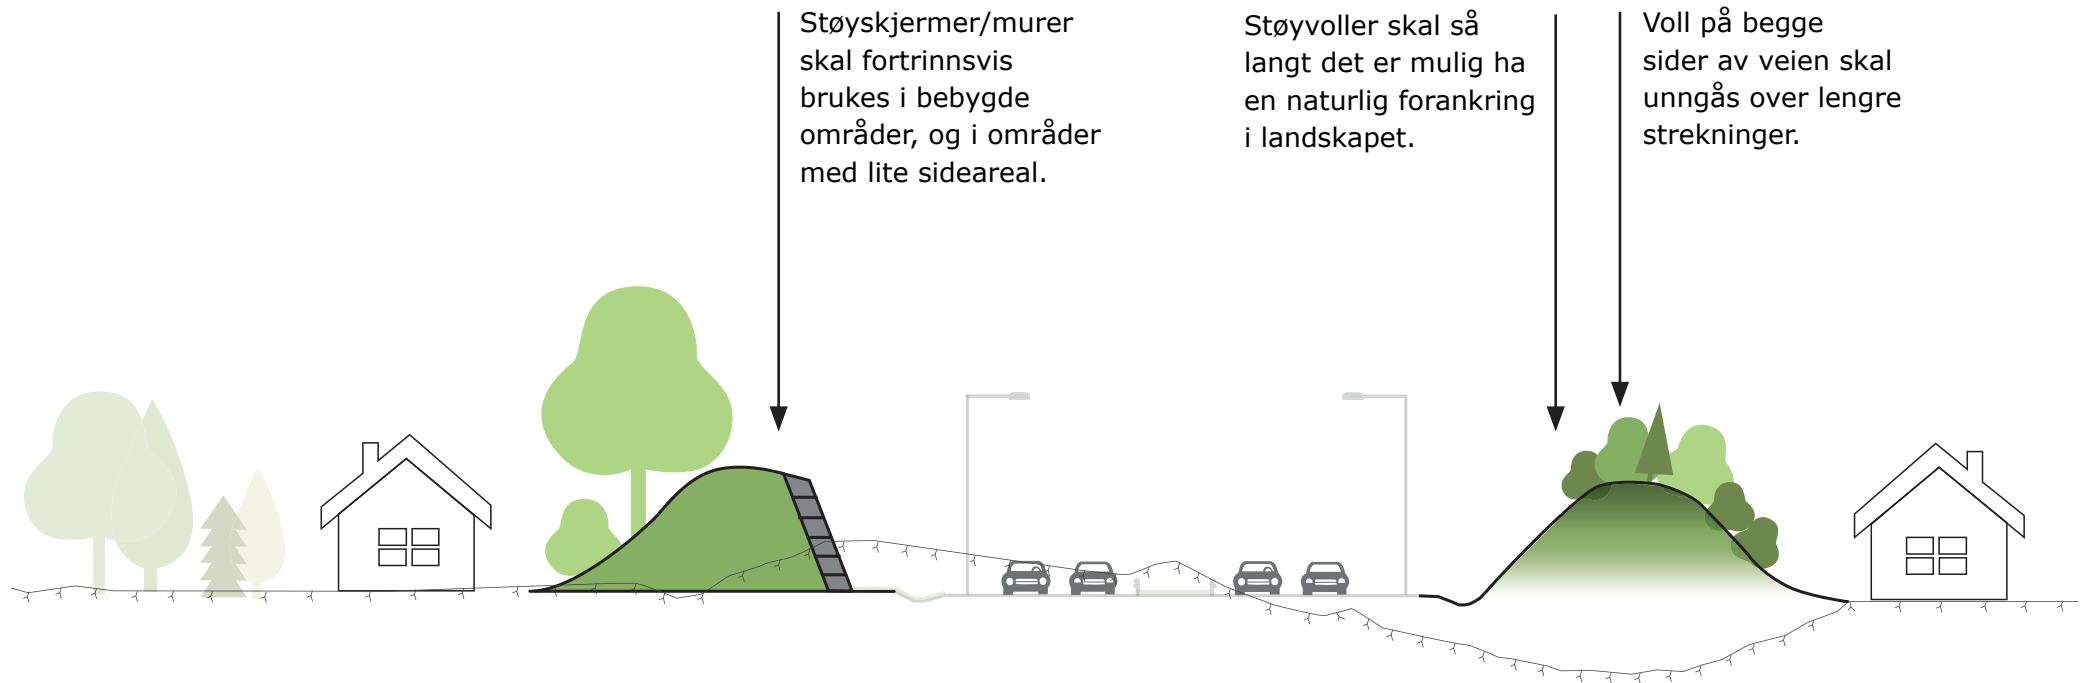 Støyskjermer/murer
skal fortrinnsvis
brukes i bebygde
områder, og i områder
med lite sideareal.
Støyvoller skal så
langt det er mulig ha
en naturlig forankring
i landskapet.
Voll på begge
sider av veien skal
unngås over lengre
strekninger.